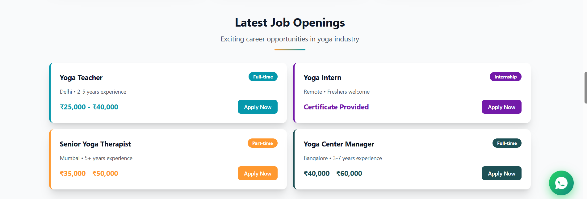 Latest Job Openings
Exciting career opportunities in yoga industry
Yoga Teacher
Full-time
Delhi • 2-5 years experience
₹25,000 - ₹40,000
Apply Now
Yoga Intern
Internship
Remote • Freshers welcome
Certificate Provided
Apply Now
Senior Yoga Therapist
Part-time
Mumbai • 5+ years experience
₹35,000 - ₹50,000
Apply Now
Yoga Center Manager
Full-time
Bangalore • 3-7 years experience
₹40,000 - ₹60,000
Apply Now